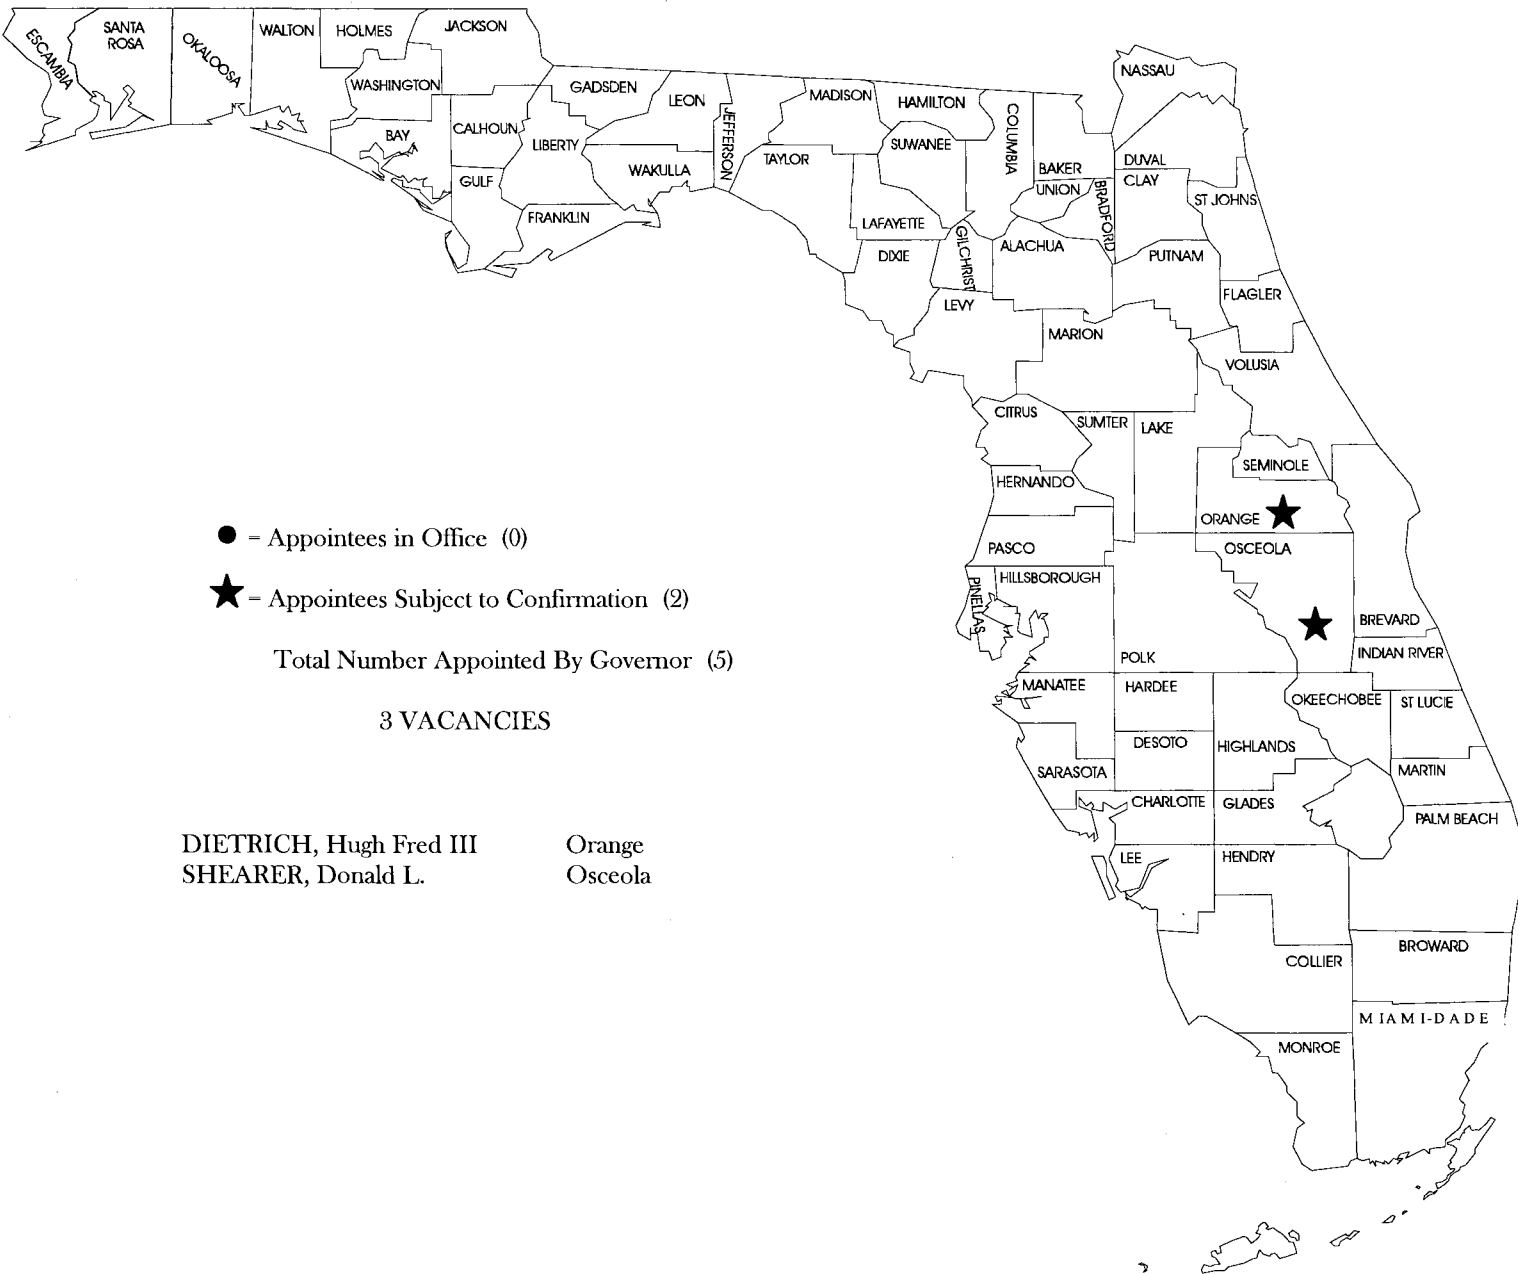 ESCAMBIA
SANTA
ROSA
OKALOOSA
WALTON
HOLMES
JACKSON
WASHINGTON
BAY
CALHOUN
GULF
LIBERTY
GADSDEN
FRANKLIN
LEON
WAKULLA
JEFFERSON
MADISON
TAYLOR
HAMILTON
SUWANEE
LAFAYETTE
DIXIE
COLUMBIA
GILCHRIST
LEVY
NASSAU
BAKER
UNION
BRADFORD
ALACHUA
DUVAL
CLAY
ST JOHNS
PUTNAM
FLAGLER
MARION
VOLUSIA
CITRUS
SUMTER
LAKE
SEMINOLE
HERNANDO
ORANGE
PASCO
OSCEOLA
PINELLAS
HILLSBOROUGH
POLK
BREVARD
INDIAN RIVER
MANATEE
HARDEE
OKEECHOBEE
ST LUCIE
DESOTO
HIGHLANDS
SARASOTA
MARTIN
CHARLOTTE
GLADES
PALM BEACH
LEE
HENDRY
COLLIER
BROWARD
MIAMI-DADE
MONROE
= Appointees in Office (0)
= Appointees Subject to Confirmation (2)
Total Number Appointed By Governor (5)
3 VACANCIES
DIETRICH, Hugh Fred III Orange
SHEARER, Donald L. Osceola